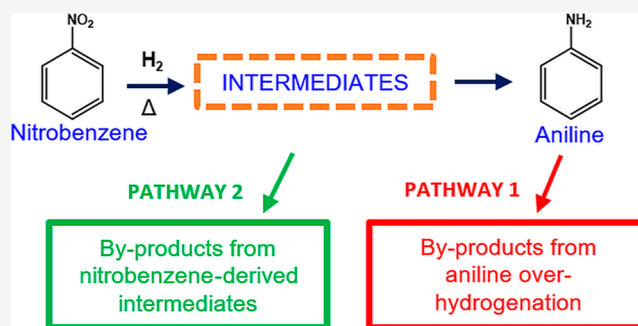 NO₂
NH₂
H₂
INTERMEDIATES
Δ
Nitrobenzene
Aniline
PATHWAY 2
PATHWAY 1
By-products from
nitrobenzene-derived
intermediates
By-products from
aniline over-
hydrogenation